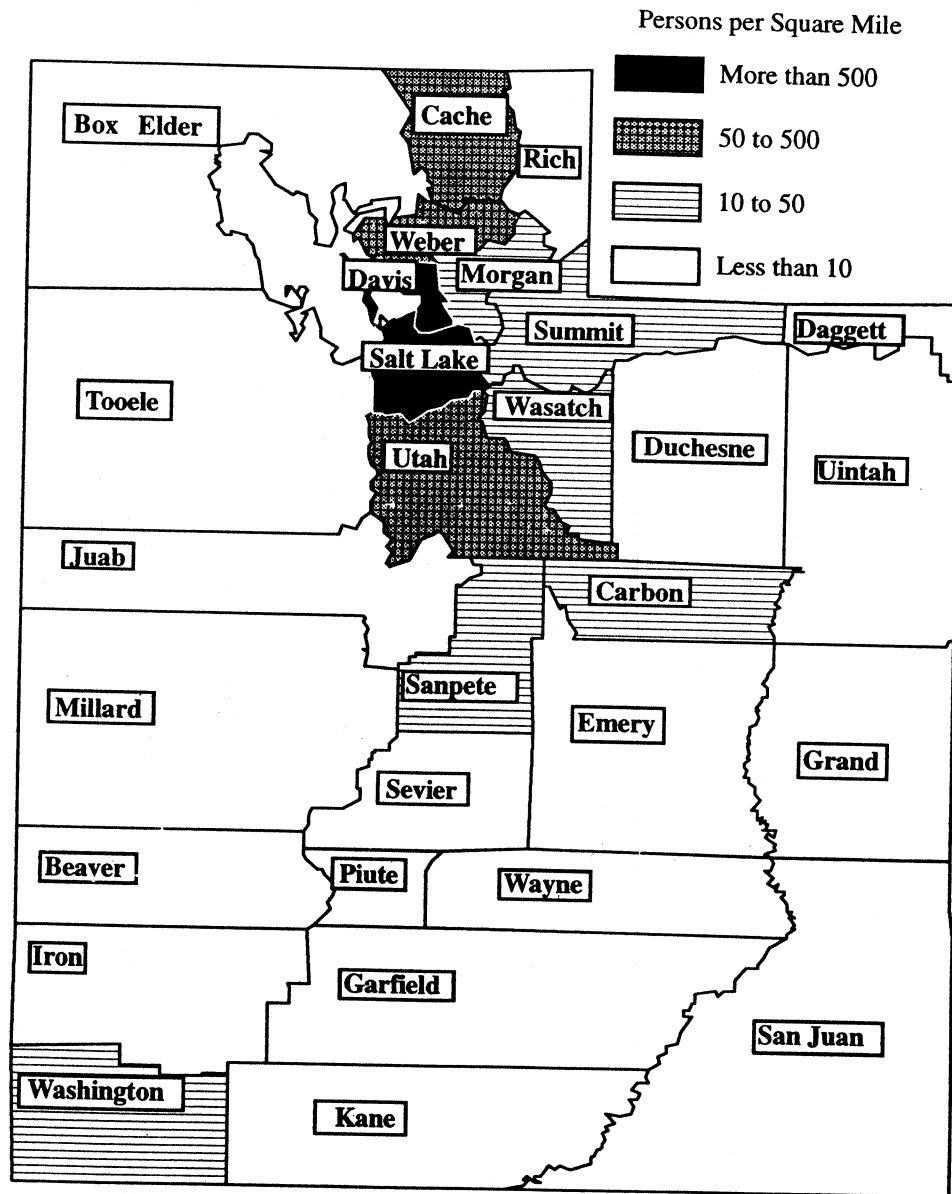 Persons per Square Mile
More than 500
50 to 500
10 to 50
Less than 10
Cache
Box Elder
Rich
Weber
Davis
Morgan
Summit
Daggett
Salt Lake
Tooele
Wasatch
Duchesne
Utah
Uintah
Juab
Carbon
Sanpete
Millard
Emery
Grand
Sevier
Beaver
Piute
Wayne
Iron
Garfield
San Juan
Washington
Kane